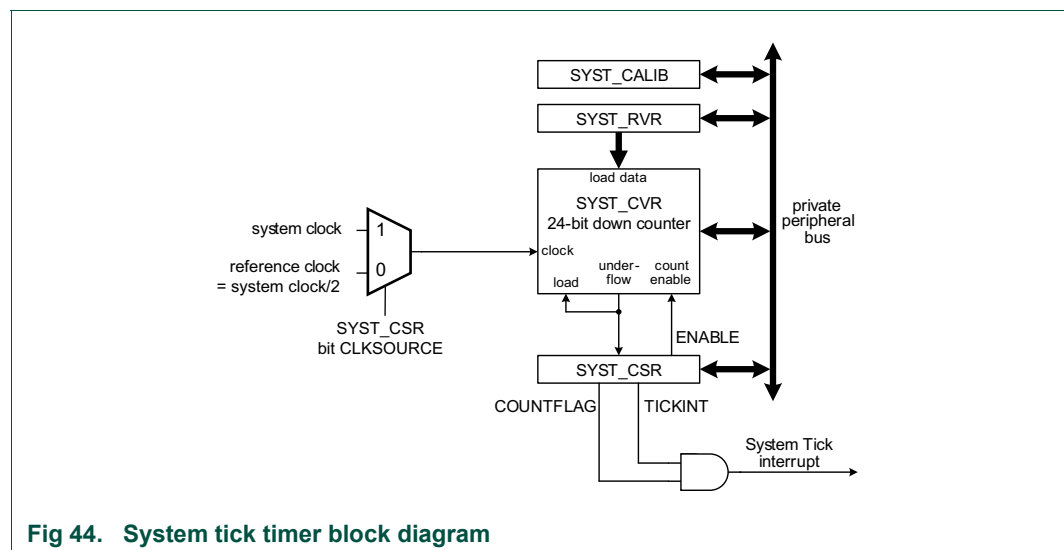 SYST_CALIB
SYST_RVR
load data
SYST_CVR
24-bit down counter
private
peripheral
bus
system clock
1
clock
reference clock
= system clock/2
0
under-
flow
count
enable
load
SYST_CSR
bit CLKSOURCE
ENABLE
SYST_CSR
COUNTFLAG
TICKINT
System Tick
interrupt
Fig 44. System tick timer block diagram